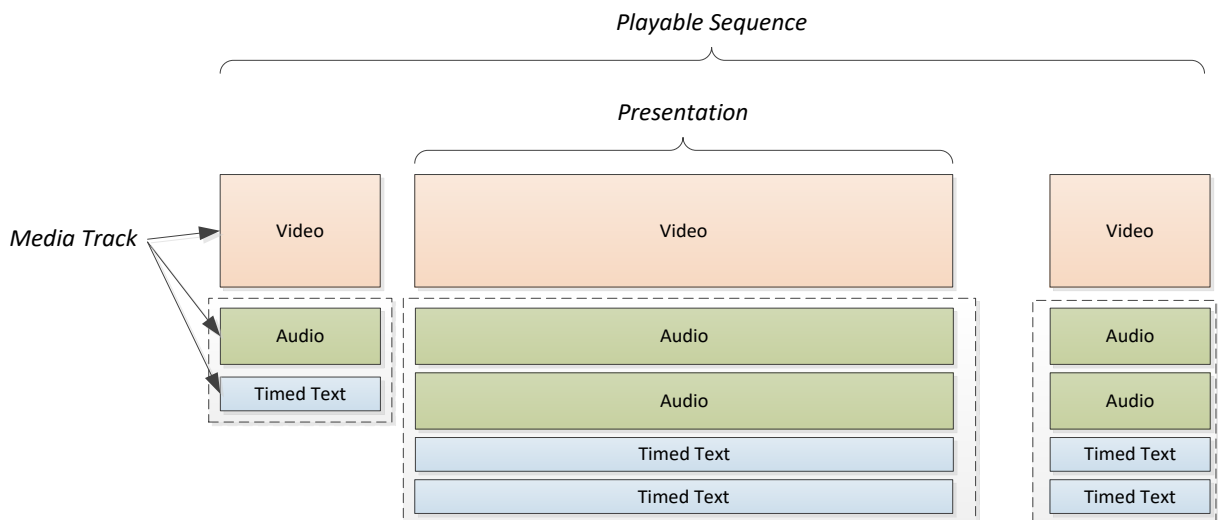 Playable Sequence
Presentation
Video
Video
Video
Media Track
Audio
Audio
Audio
Timed Text
Audio
Audio
Timed Text
Timed Text
Timed Text
Timed Text